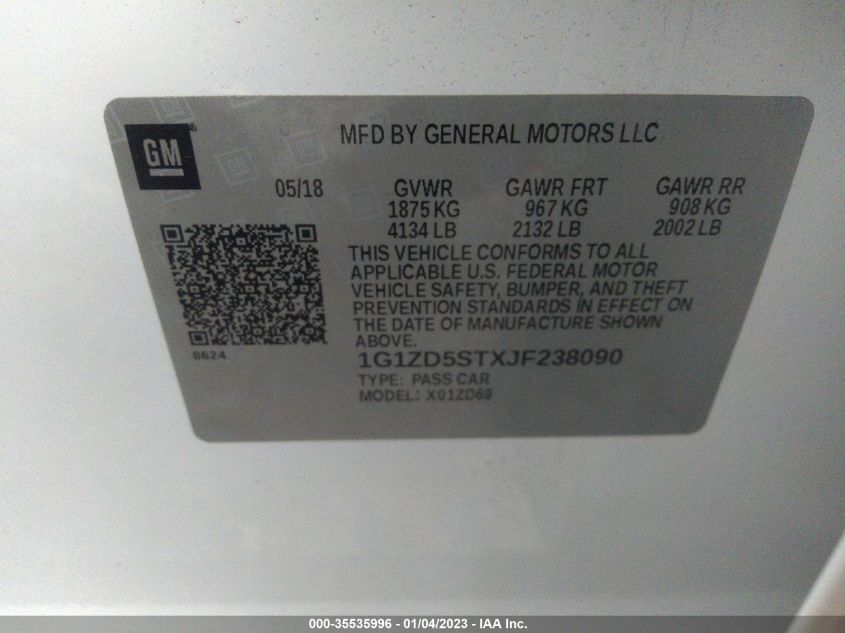 GM ®
MFD BY GENERAL MOTORS LLC
05/18 GVWR GAWR FRT GAWR RR
1875 KG 967 KG 908 KG
4134 LB 2132 LB 2002 LB
THIS VEHICLE CONFORMS TO ALL
APPLICABLE U.S. FEDERAL MOTOR
VEHICLE SAFETY, BUMPER, AND THEFT
PREVENTION STANDARDS IN EFFECT ON
THE DATE OF MANUFACTURE SHOWN
ABOVE.
8624
1G1ZD5STXJF238090
TYPE: PASS CAR
MODEL: X01ZD69
000-35535996 - 01/04/2023 - IAA Inc.